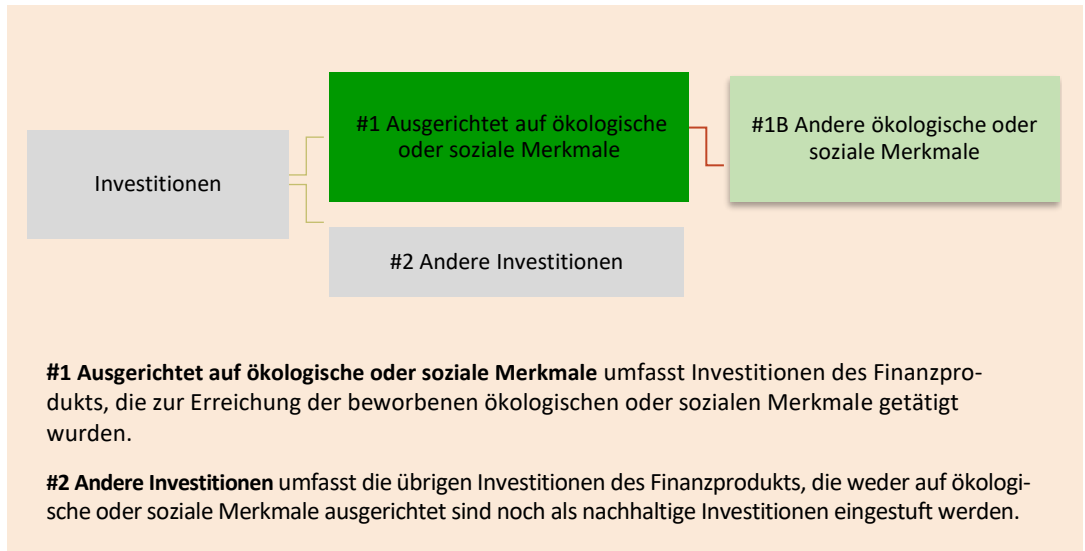 #1 Ausgerichtet auf ökologische
oder soziale Merkmale
#1B Andere ökologische oder
soziale Merkmale
Investitionen
#2 Andere Investitionen
#1 Ausgerichtet auf ökologische oder soziale Merkmale umfasst Investitionen des Finanzpro-
dukts, die zur Erreichung der beworbenen ökologischen oder sozialen Merkmale getätigt
wurden.
#2 Andere Investitionen umfasst die übrigen Investitionen des Finanzprodukts, die weder auf ökologi-
sche oder soziale Merkmale ausgerichtet sind noch als nachhaltige Investitionen eingestuft werden.